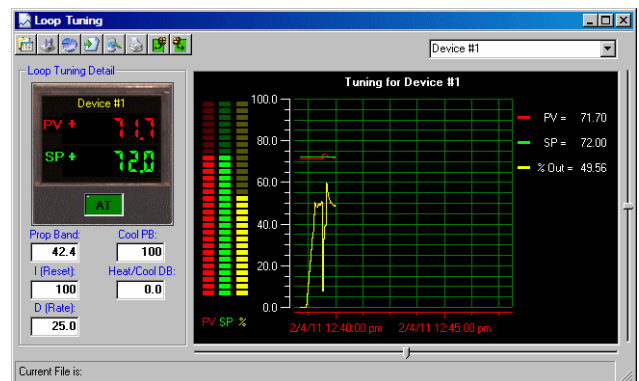 Loop Tuning
Device #1
Loop Tuning Detail
Device #1
PV + 71.7
SP + 72.0
AT
Prop Band: Cool PB:
42.4 100
I (Reset): Heat/Cool DB:
100 0.0
D (Rate):
25.0
Tuning for Device #1
100.0
80.0
60.0
40.0
20.0
0.0
PV SP %
2/4/11 12:40:00 pm 2/4/11 12:45:00 pm
PV = 71.70
SP = 72.00
% Out = 49.56
Current File is: